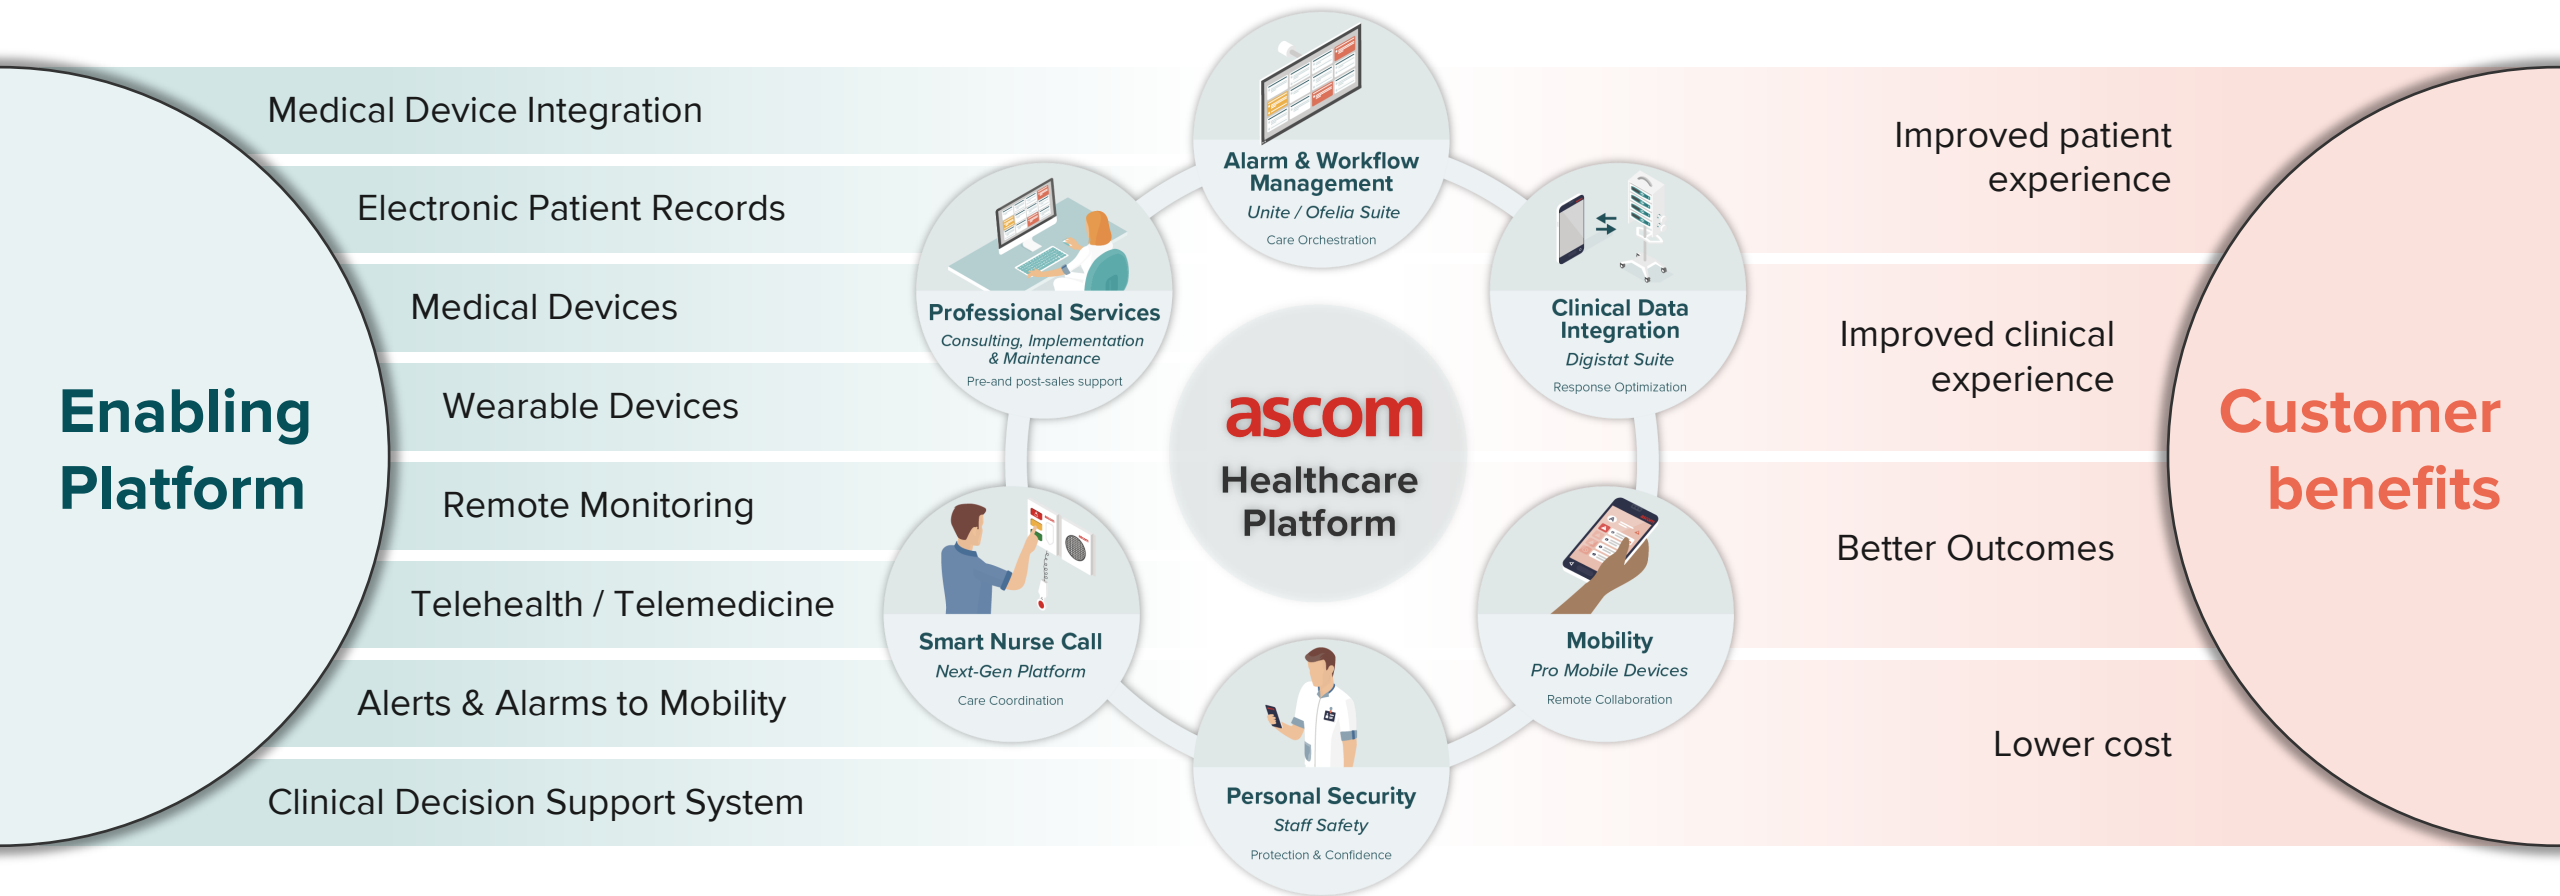 Enabling
Platform
Medical Device Integration
Electronic Patient Records
Medical Devices
Wearable Devices
Remote Monitoring
Telehealth / Telemedicine
Alerts & Alarms to Mobility
Clinical Decision Support System
Alarm & Workflow
Management
Unite / Ofelia Suite
Care Orchestration
Professional Services
Consulting, Implementation
& Maintenance
Pre-and post-sales support
Clinical Data
Integration
Digistat Suite
Response Optimization
ascom
Healthcare
Platform
Smart Nurse Call
Next-Gen Platform
Care Coordination
Mobility
Pro Mobile Devices
Remote Collaboration
Personal Security
Staff Safety
Protection & Confidence
Improved patient
experience
Improved clinical
experience
Better Outcomes
Lower cost
Customer
benefits